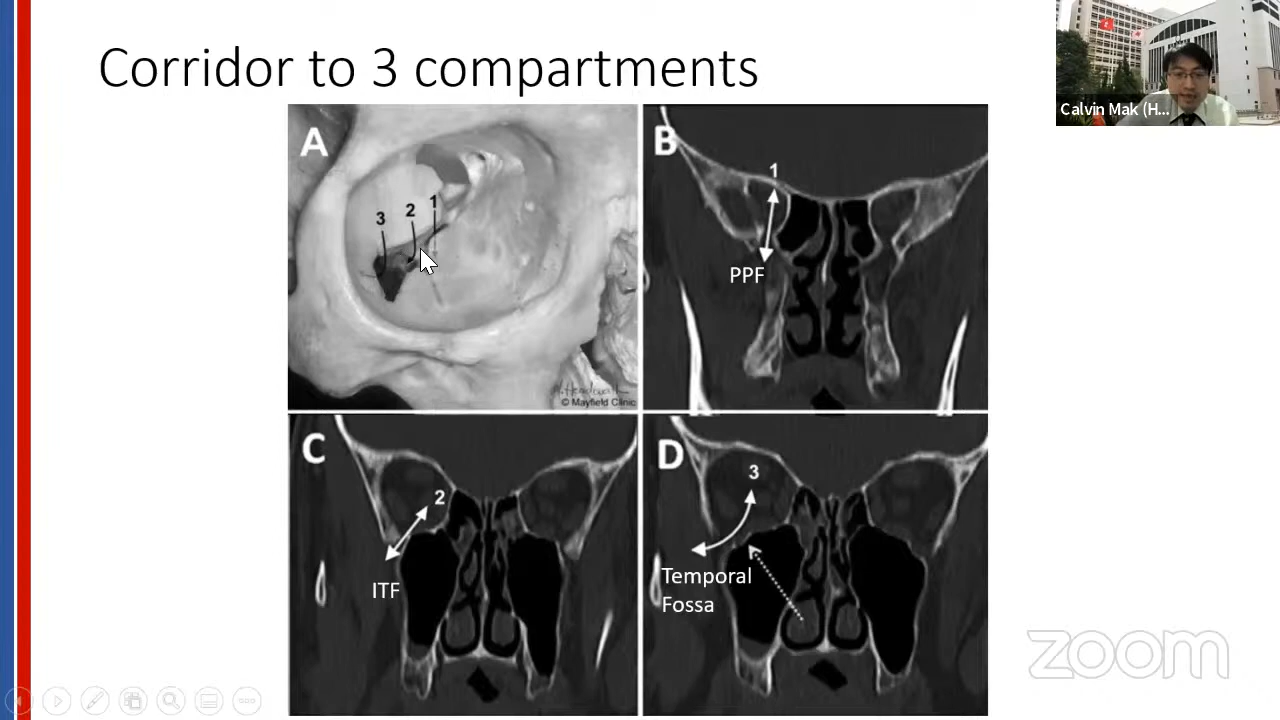 Corridor to 3 compartments
Calvin Mak (H...
A
3
2
1
© Mayfield Clinic
B
1
PPF
C
2
ITF
D
3
Temporal
Fossa
zoom